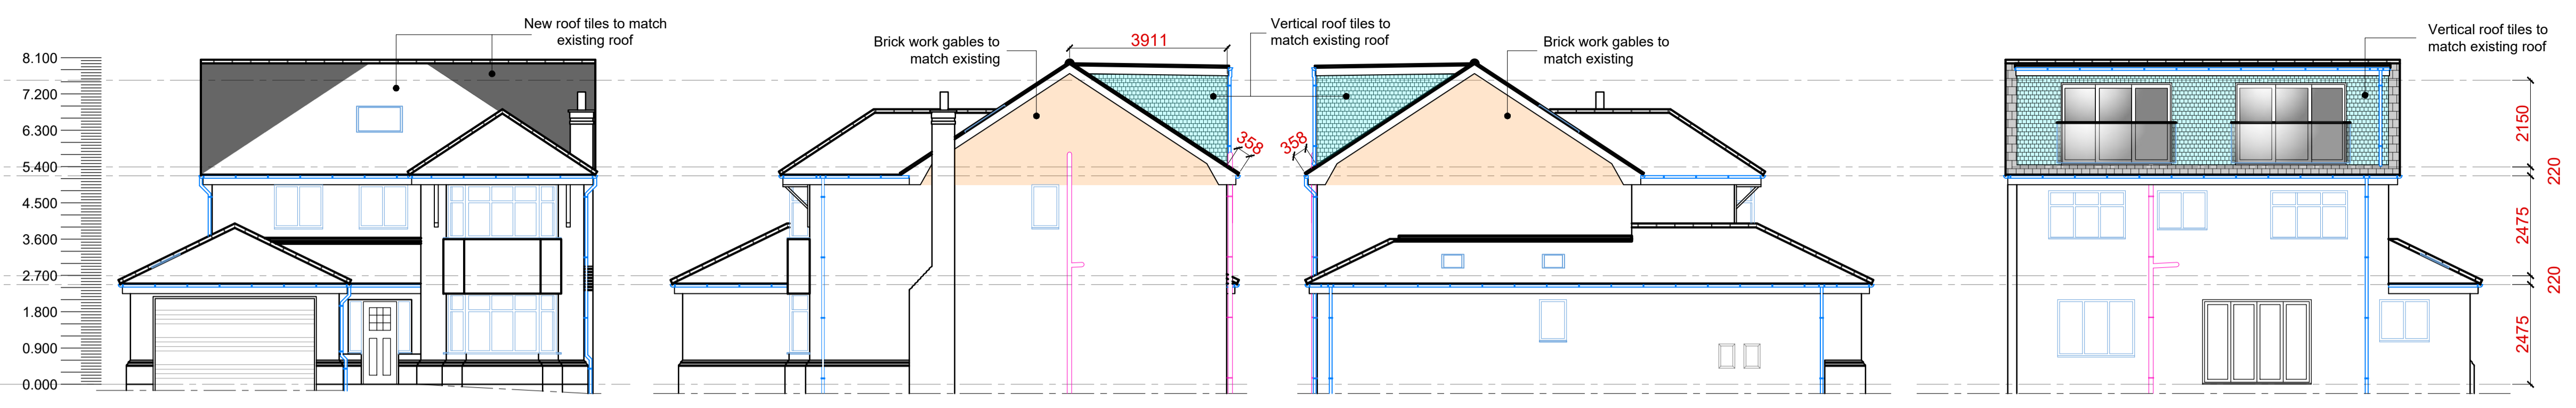 New roof tiles to match
existing roof
Brick work gables to
match existing
3911
Vertical roof tiles to
match existing roof
Brick work gables to
match existing
Vertical roof tiles to
match existing roof
8.100
7.200
6.300
5.400
4.500
3.600
2.700
1.800
0.900
0.000
358
358
2150
220
2475
220
2475